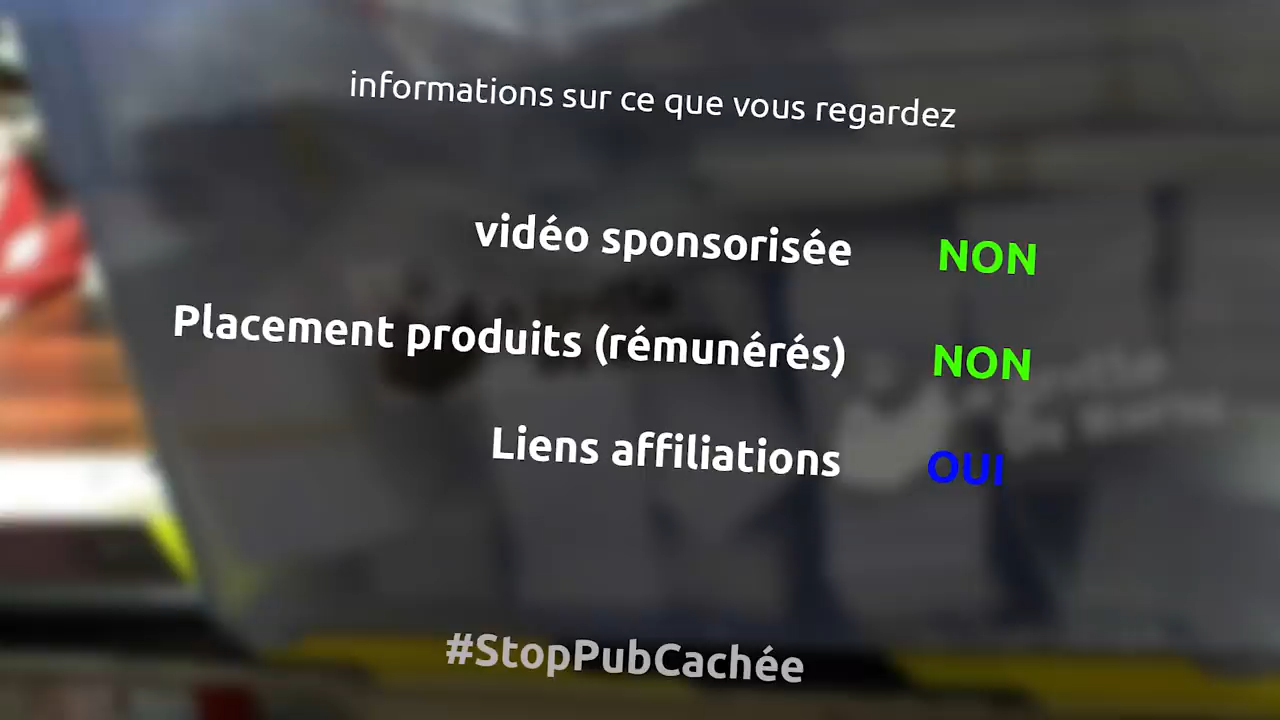 informations sur ce que vous regardez
vidéo sponsorisée NON
Placement produits (rémunérés) NON
Liens affiliations OUI
#StopPubCachée